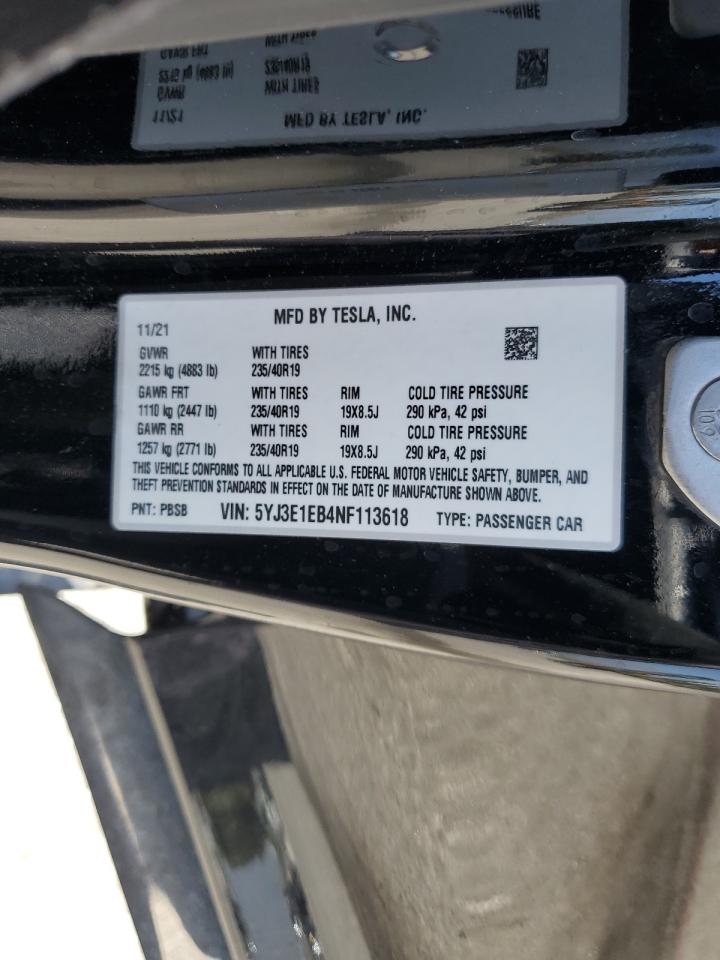 MFD BY TESLA, INC.
11/21
GVWR WITH TIRES
2215 kg (4883 lb) 235/40R19
GAWR FRT WITH TIRES RIM COLD TIRE PRESSURE
1110 kg (2447 lb) 235/40R19 19X8.5J 290 kPa, 42 psi
GAWR RR WITH TIRES RIM COLD TIRE PRESSURE
1257 kg (2771 lb) 235/40R19 19X8.5J 290 kPa, 42 psi
THIS VEHICLE CONFORMS TO ALL APPLICABLE U.S. FEDERAL MOTOR VEHICLE SAFETY, BUMPER, AND
THEFT PREVENTION STANDARDS IN EFFECT ON THE DATE OF MANUFACTURE SHOWN ABOVE.
PNT: PBSB VIN: 5YJ3E1EB4NF113618 TYPE: PASSENGER CAR